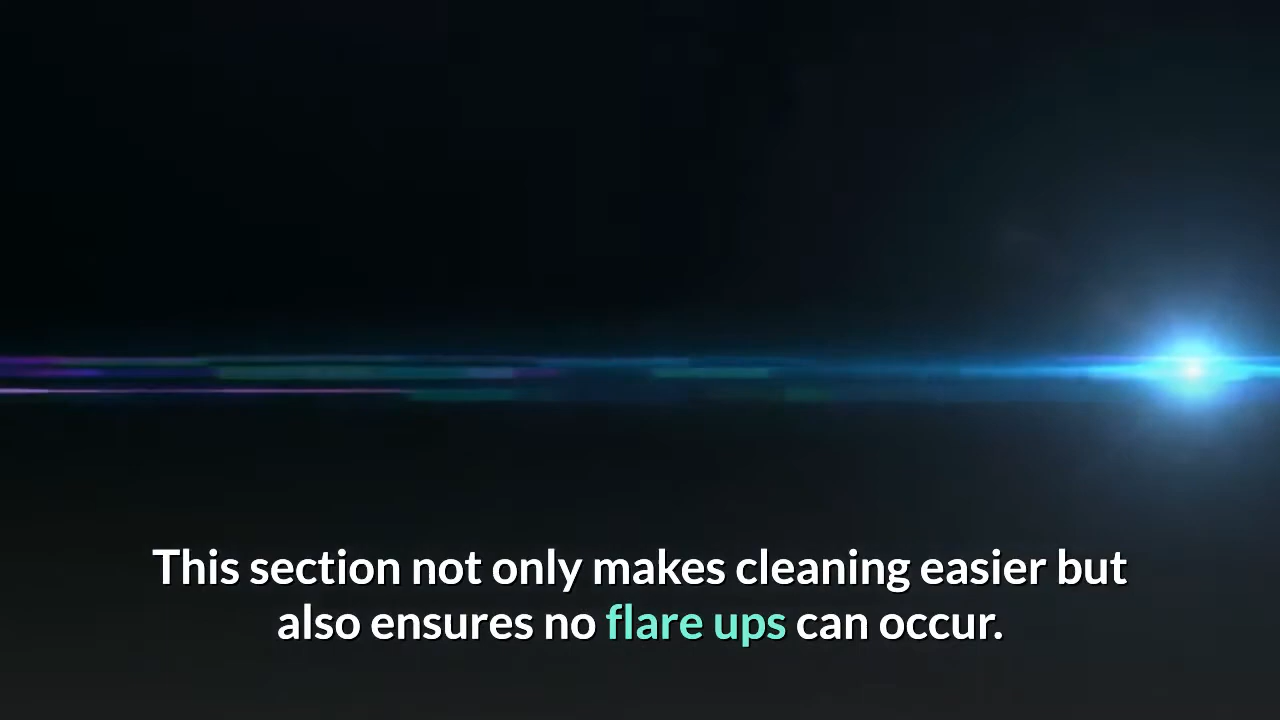 This section not only makes cleaning easier but
also ensures no flare ups can occur.